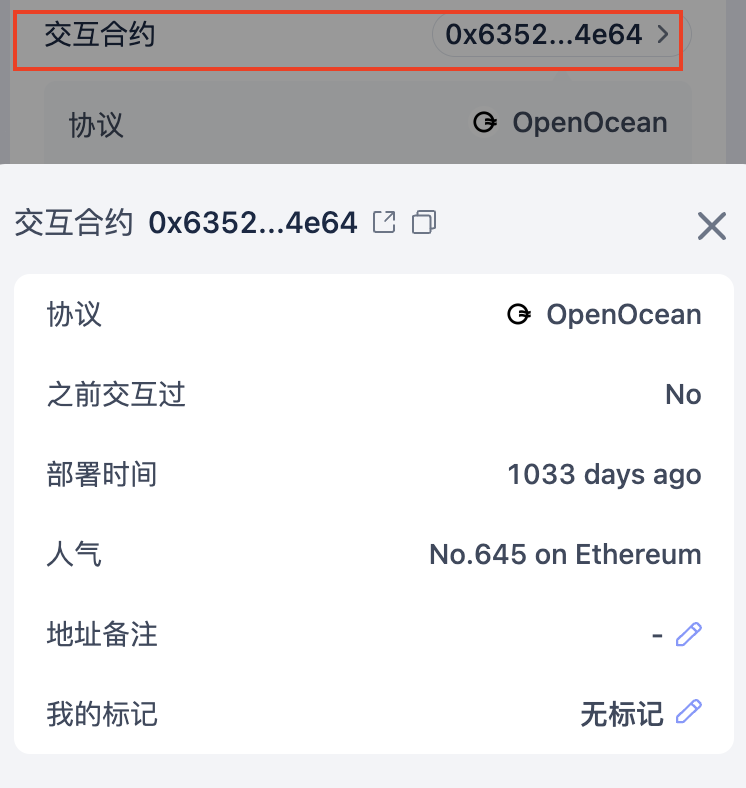 交互合约 0x6352...4e64
协议 OpenOcean
交互合约 0x6352...4e64
协议 OpenOcean
之前交互过 No
部署时间 1033 days ago
人气 No.645 on Ethereum
地址备注 -
我的标记 无标记